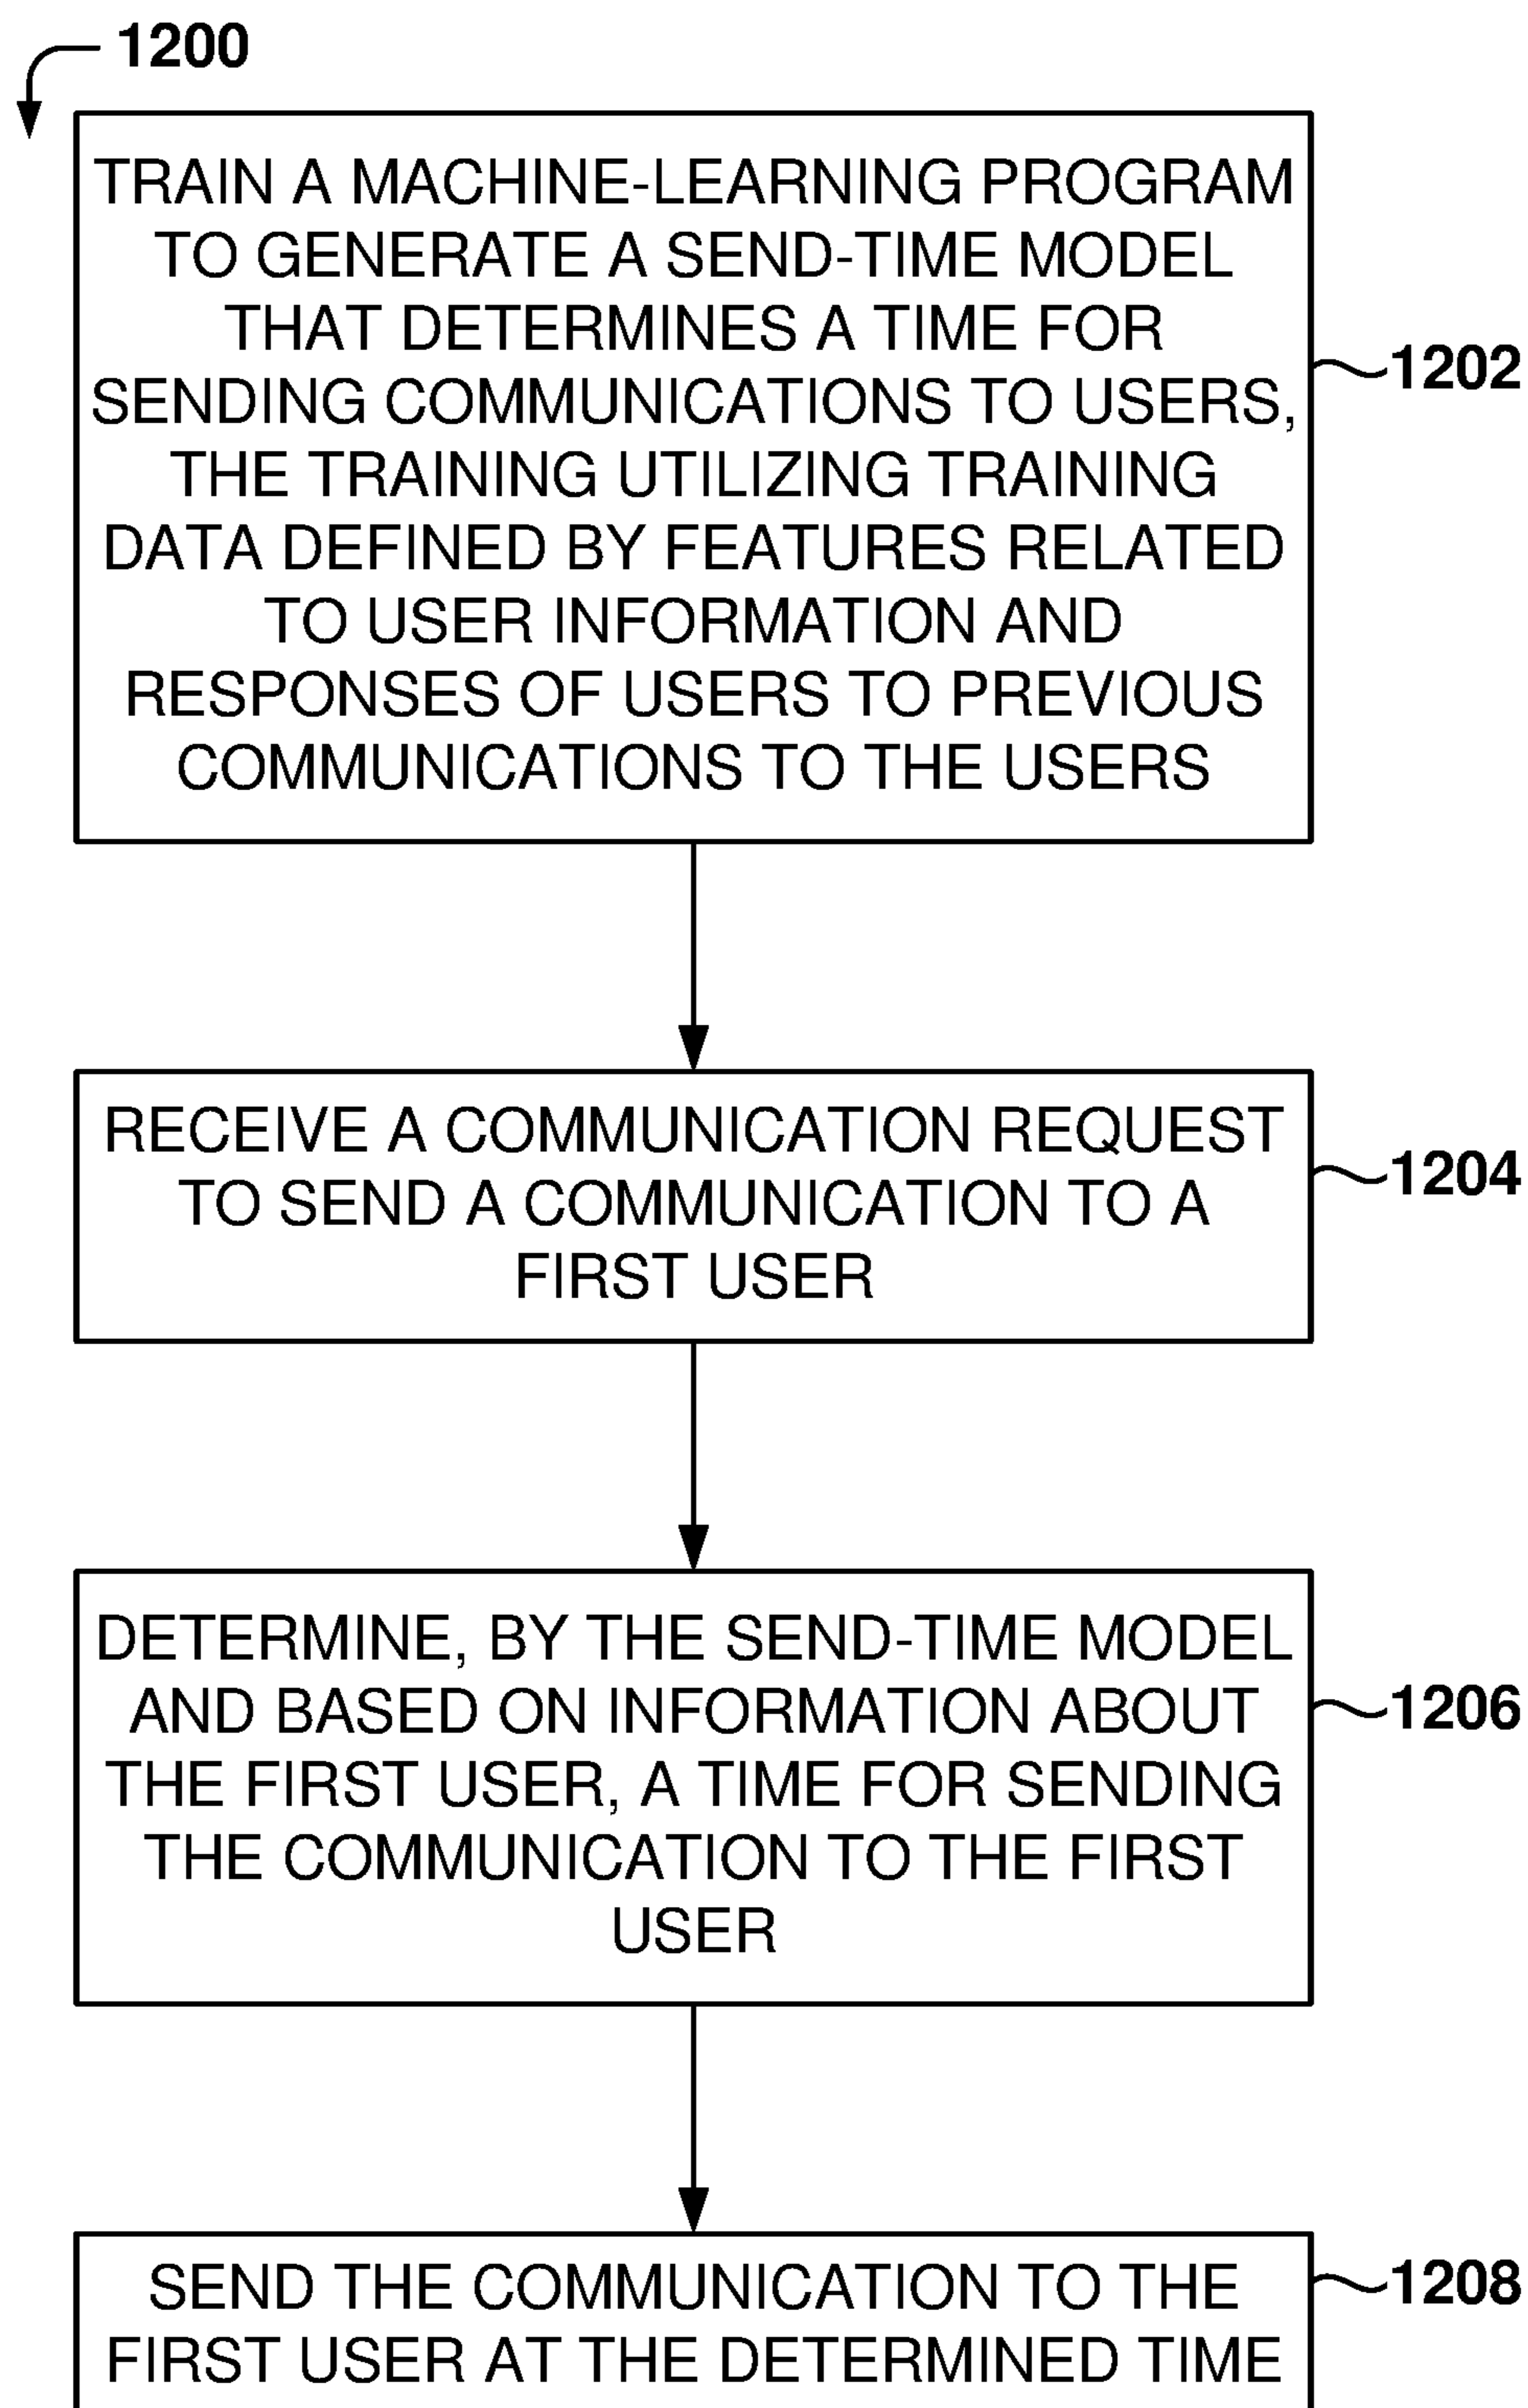 1200
TRAIN A MACHINE-LEARNING PROGRAM
TO GENERATE A SEND-TIME MODEL
THAT DETERMINES A TIME FOR
SENDING COMMUNICATIONS TO USERS,
THE TRAINING UTILIZING TRAINING
DATA DEFINED BY FEATURES RELATED
TO USER INFORMATION AND
RESPONSES OF USERS TO PREVIOUS
COMMUNICATIONS TO THE USERS
1202
RECEIVE A COMMUNICATION REQUEST
TO SEND A COMMUNICATION TO A
FIRST USER
1204
DETERMINE, BY THE SEND-TIME MODEL
AND BASED ON INFORMATION ABOUT
THE FIRST USER, A TIME FOR SENDING
THE COMMUNICATION TO THE FIRST
USER
1206
SEND THE COMMUNICATION TO THE
FIRST USER AT THE DETERMINED TIME
1208